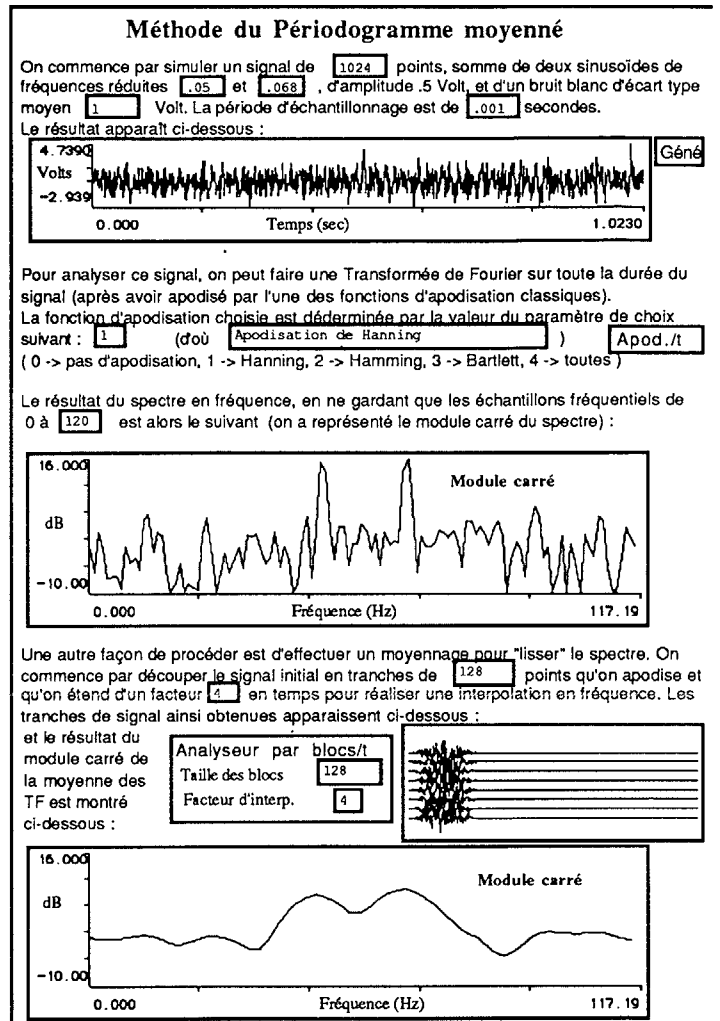 Méthode du Périodogramme moyenné
On commence par simuler un signal de 1024 points, somme de deux sinusoïdes de
fréquences réduites .05 et .068 , d'amplitude .5 Volt, et d'un bruit blanc d'écart type
moyen 1 Volt. La période d'échantillonnage est de .001 secondes.
Le résultat apparaît ci-dessous :
4.7390
Volts
-2.939
0.000 Temps (sec) 1.0230
Géné
Pour analyser ce signal, on peut faire une Transformée de Fourier sur toute la durée du
signal (après avoir apodisé par l'une des fonctions d'apodisation classiques).
La fonction d'apodisation choisie est déderminée par la valeur du paramètre de choix
suivant : 1 (d'où Apodisation de Hanning ) Apod./t
( 0 -> pas d'apodisation, 1 -> Hanning, 2 -> Hamming, 3 -> Bartlett, 4 -> toutes )
Le résultat du spectre en fréquence, en ne gardant que les échantillons fréquentiels de
0 à 120 est alors le suivant (on a représenté le module carré du spectre) :
16.000
Module carré
dB
-10.00
0.000 Fréquence (Hz) 117.19
Une autre façon de procéder est d'effectuer un moyennage pour "lisser" le spectre. On
commence par découper le signal initial en tranches de 128 points qu'on apodise et
qu'on étend d'un facteur 4 en temps pour réaliser une interpolation en fréquence. Les
tranches de signal ainsi obtenues apparaissent ci-dessous :
et le résultat du
module carré de
la moyenne des
TF est montré
ci-dessous :
Analyseur par blocs/t
Taille des blocs 128
Facteur d'interp. 4
16.000
Module carré
dB
-10.00
0.000 Fréquence (Hz) 117.19